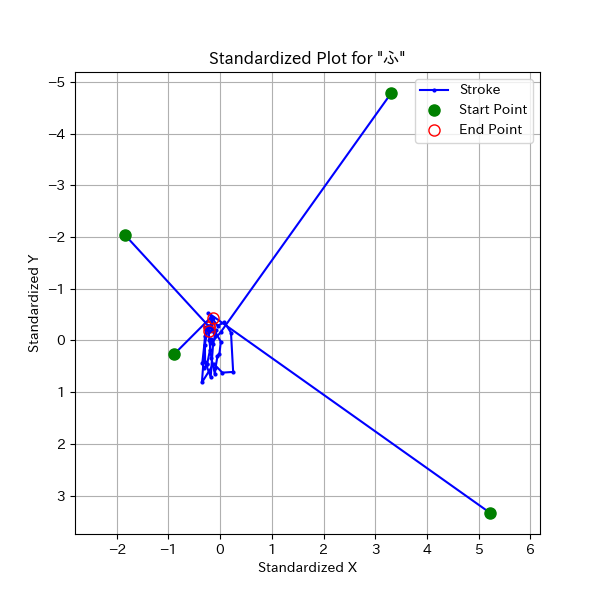 Standardized Plot for "ふ"
Stroke
Start Point
End Point
Standardized Y
−5
−4
−3
−2
−1
0
1
2
3
−2 −1 0 1 2 3 4 5 6
Standardized X